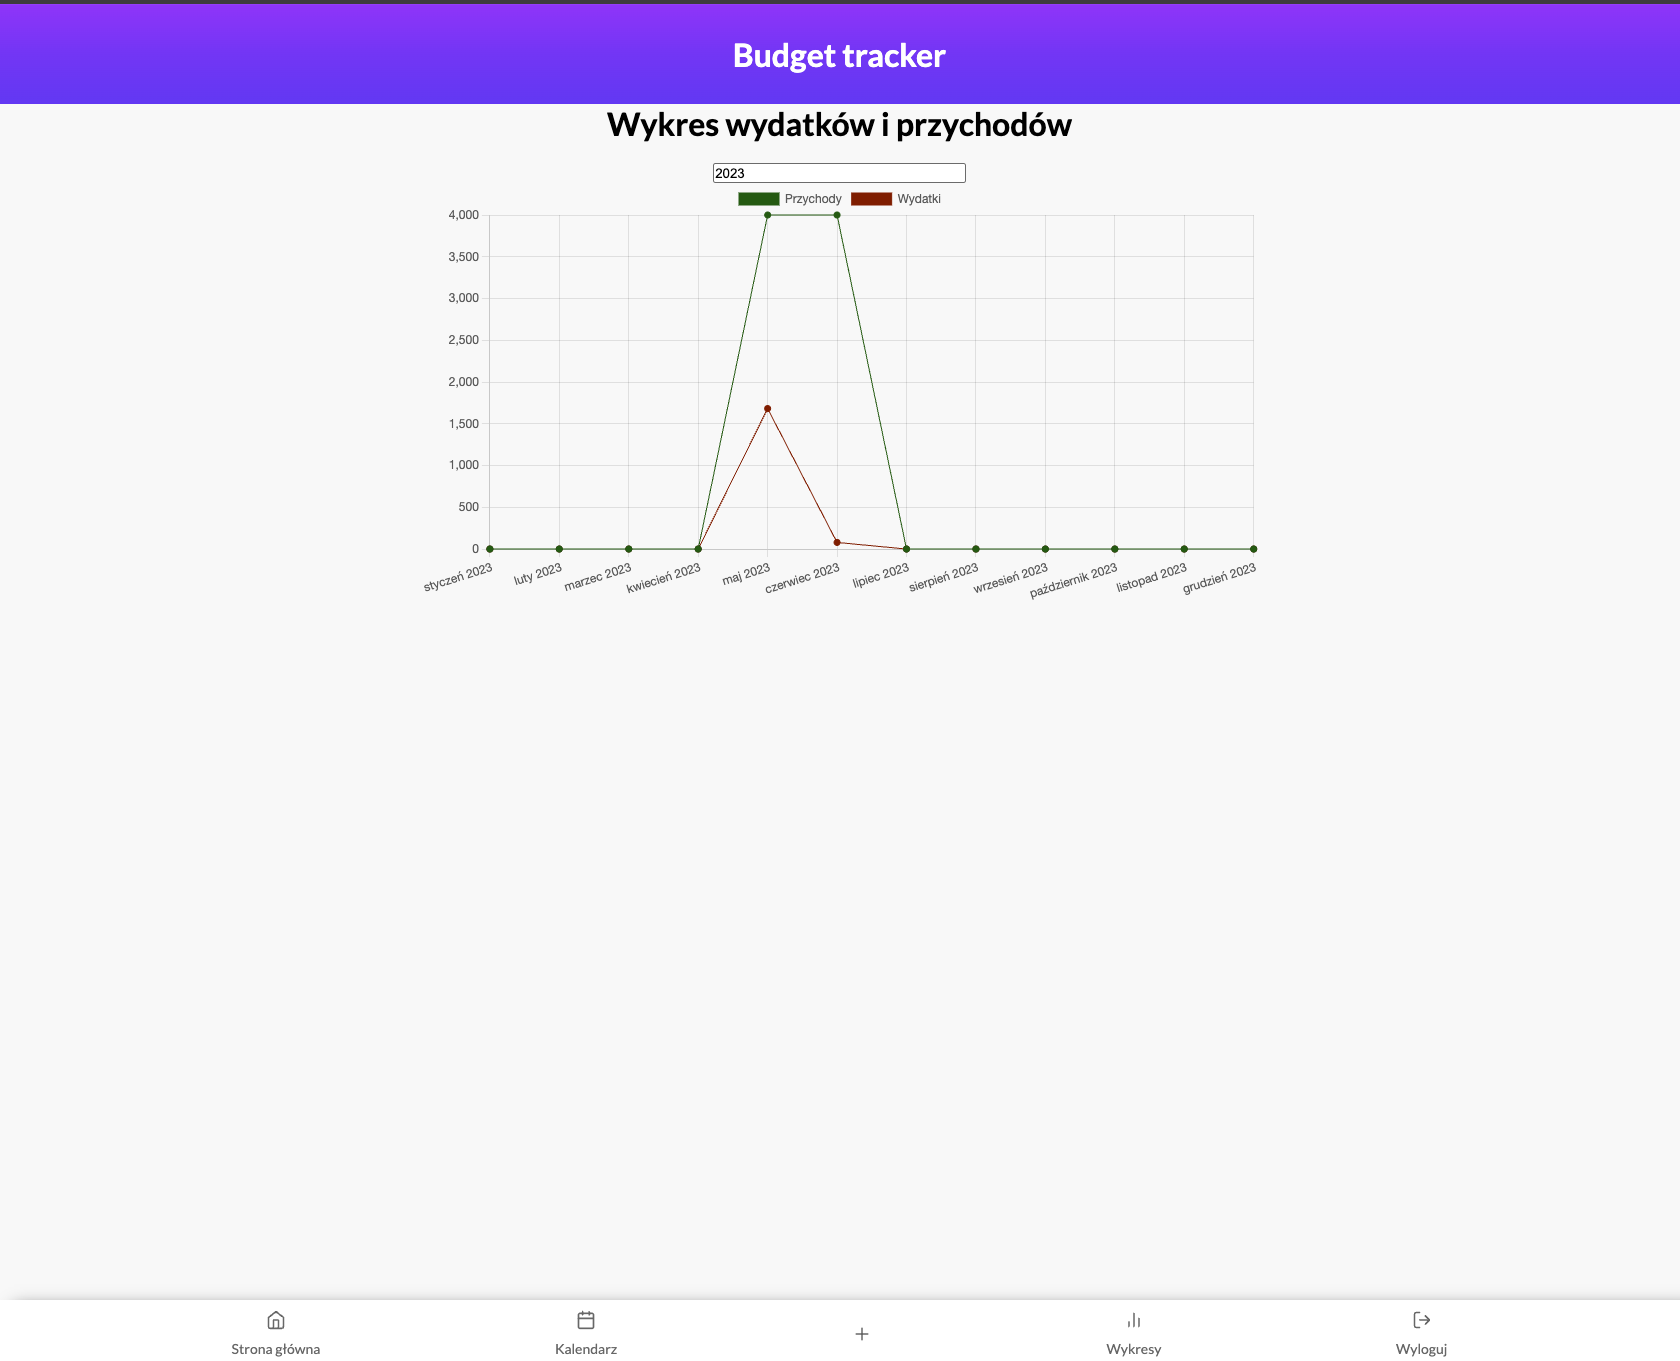 Budget tracker
Wykres wydatków i przychodów
2023
Przychody Wydatki
4,000
3,500
3,000
2,500
2,000
1,500
1,000
500
0
styczeń 2023 luty 2023 marzec 2023 kwiecień 2023 maj 2023 czerwiec 2023 lipiec 2023 sierpień 2023 wrzesień 2023 październik 2023 listopad 2023 grudzień 2023
Strona główna Kalendarz + Wykresy Wyloguj